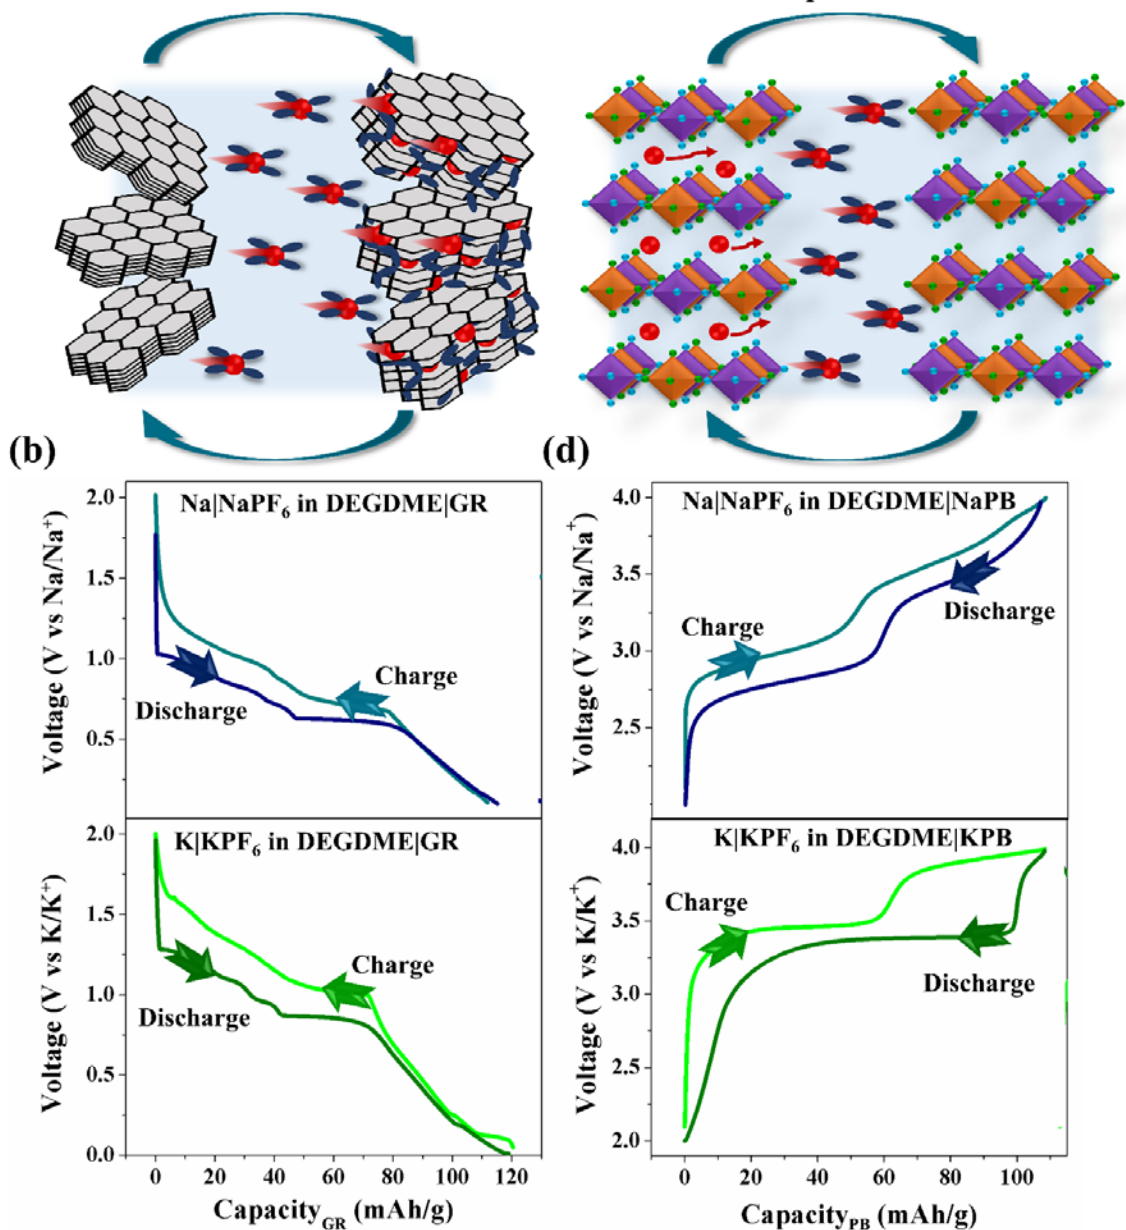 (b)
(d)
Na|NaPF₆ in DEGDME|GR
Voltage (V vs Na/Na⁺)
2.0
1.5
1.0
0.5
Charge
Discharge
K|KPF₆ in DEGDME|GR
Voltage (V vs K/K⁺)
2.0
1.5
1.0
0.5
0.0
Charge
Discharge
0 20 40 60 80 100 120
Capacity_GR (mAh/g)
Na|NaPF₆ in DEGDME|NaPB
Voltage (V vs Na/Na⁺)
4.0
3.5
3.0
2.5
Charge
Discharge
K|KPF₆ in DEGDME|KPB
Voltage (V vs K/K⁺)
4.0
3.5
3.0
2.5
2.0
Charge
Discharge
0 20 40 60 80 100
Capacity_PB (mAh/g)